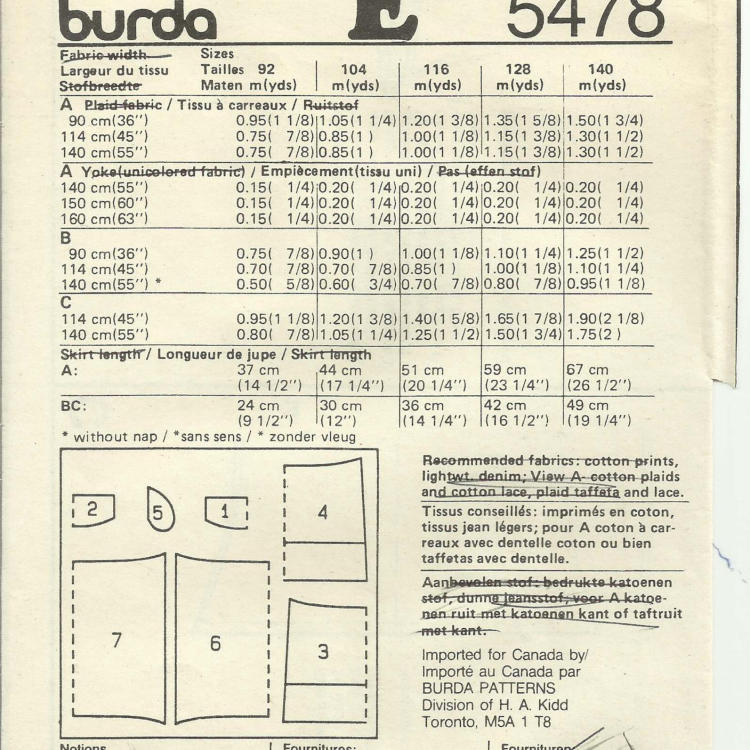 burda E 5478
Fabric width Sizes
Largeur du tissu Tailles 92 104 116 128 140
Stofbreedte Maten m(yds) m(yds) m(yds) m(yds) m(yds)
A Plaid fabric / Tissu à carreaux / Ruitstof
90 cm(36'') 0.95(1 1/8) 1.05(1 1/4) 1.20(1 3/8) 1.35(1 5/8) 1.50(1 3/4)
114 cm(45'') 0.75( 7/8) 0.85(1 ) 1.00(1 1/8) 1.15(1 3/8) 1.30(1 1/2)
140 cm(55'') 0.75( 7/8) 0.85(1 ) 1.00(1 1/8) 1.15(1 3/8) 1.30(1 1/2)
A Yoke(unicolored fabric) / Empiècement(tissu uni) / Pas (effen stof)
140 cm(55'') 0.15( 1/4) 0.20( 1/4) 0.20( 1/4) 0.20( 1/4) 0.20( 1/4)
150 cm(60'') 0.15( 1/4) 0.20( 1/4) 0.20( 1/4) 0.20( 1/4) 0.20( 1/4)
160 cm(63'') 0.15( 1/4) 0.20( 1/4) 0.20( 1/4) 0.20( 1/4) 0.20( 1/4)
B
90 cm(36'') 0.75( 7/8) 0.90(1 ) 1.00(1 1/8) 1.10(1 1/4) 1.25(1 1/2)
114 cm(45'') 0.70( 7/8) 0.70( 7/8) 0.85(1 ) 1.00(1 1/8) 1.10(1 1/4)
140 cm(55'') * 0.50( 5/8) 0.60( 3/4) 0.70( 7/8) 0.80( 7/8) 0.95(1 1/8)
C
114 cm(45'') 0.95(1 1/8) 1.20(1 3/8) 1.40(1 5/8) 1.65(1 7/8) 1.90(2 1/8)
140 cm(55'') 0.80( 7/8) 1.05(1 1/4) 1.25(1 1/2) 1.50(1 3/4) 1.75(2 )
Skirt length / Longueur de jupe / Skirt length
A: 37 cm 44 cm 51 cm 59 cm 67 cm
(14 1/2'') (17 1/4'') (20 1/4'') (23 1/4'') (26 1/2'')
BC: 24 cm 30 cm 36 cm 42 cm 49 cm
(9 1/2'') (12'') (14 1/4'') (16 1/2'') (19 1/4'')
* without nap / *sans sens / * zonder vleug
2 5 1 4
7 6 3
Recommended fabrics: cotton prints,
lightwt. denim; View A- cotton plaids
and cotton lace, plaid taffeta and lace.
Tissus conseillés: imprimés en coton,
tissus jean légers; pour A coton à car-
reaux avec dentelle coton ou bien
taffetas avec dentelle.
Aanbevolen stof: bedrukte katoenen
stof, dunne jeansstof; voor A katoe-
nen ruit met katoenen kant of taftruit
met kant.
Imported for Canada by/
Importé au Canada par
BURDA PATTERNS
Division of H. A. Kidd
Toronto, M5A 1 T8
Notions Fournitures: Fournituren